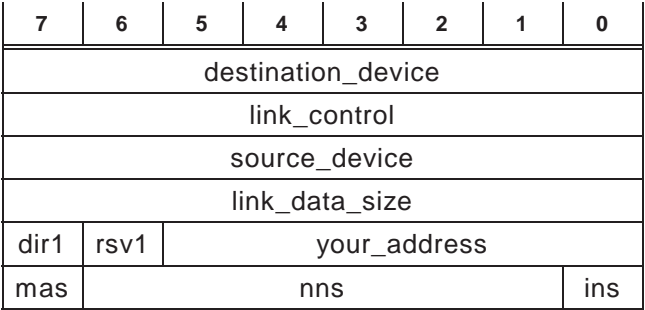 7 6 5 4 3 2 1 0
destination_device
link_control
source_device
link_data_size
dir1 rsv1 your_address
mas nns ins